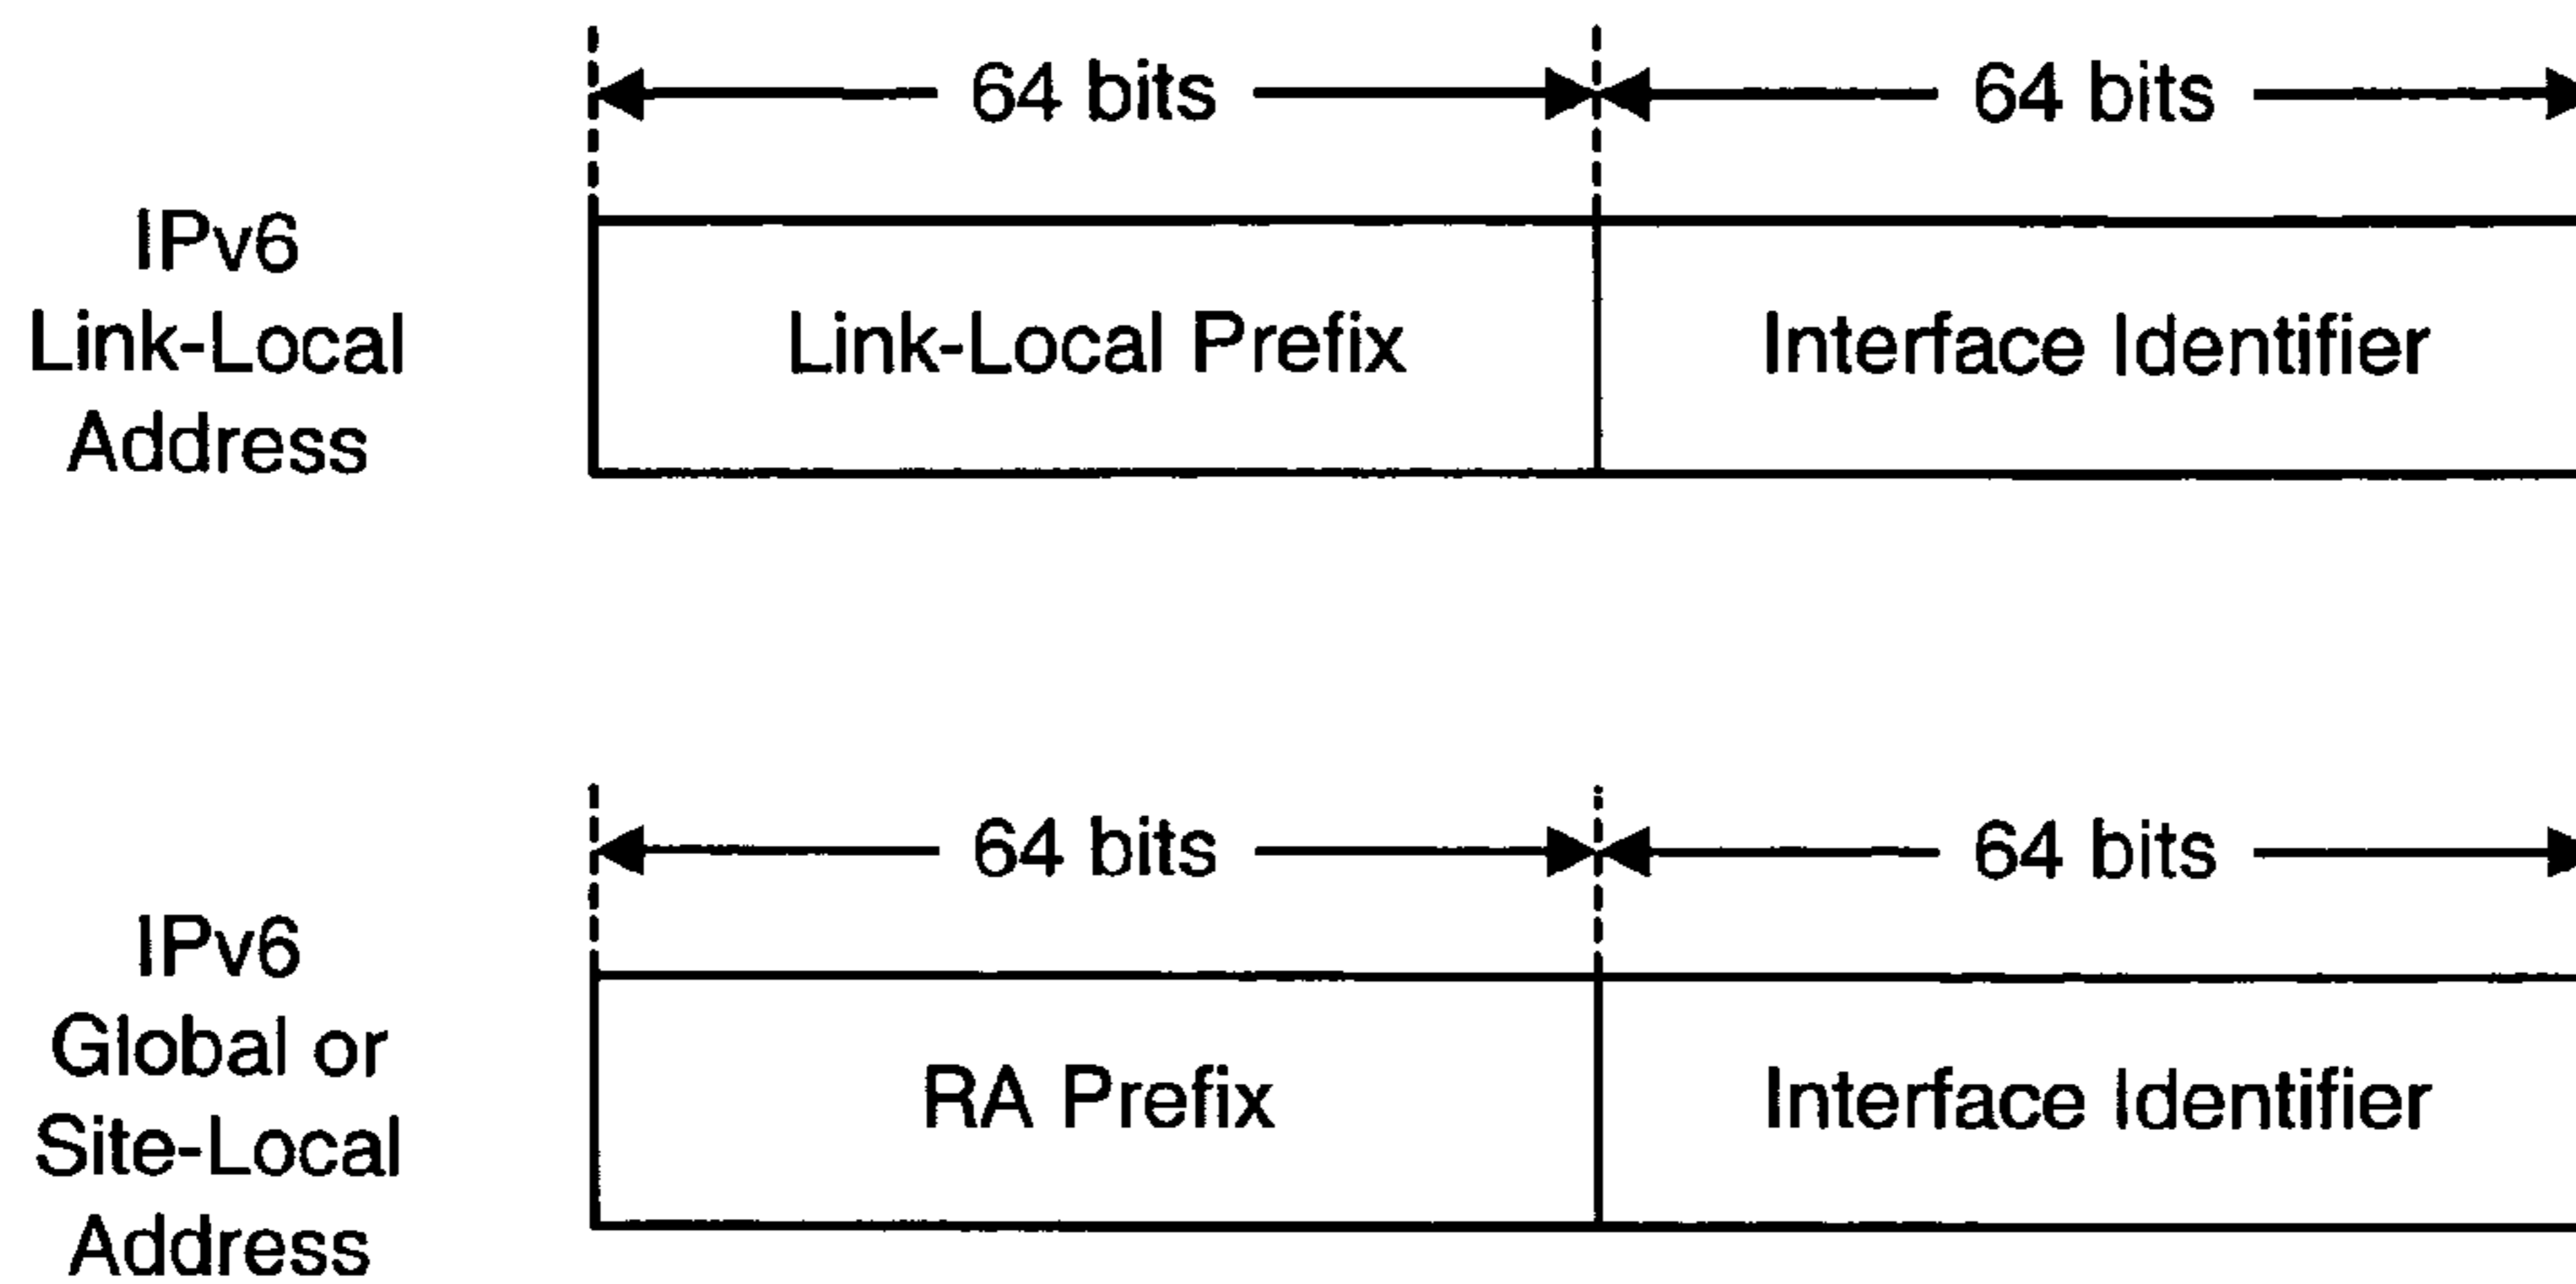 64 bits
64 bits
IPv6
Link-Local
Address
Link-Local Prefix
Interface Identifier
64 bits
64 bits
IPv6
Global or
Site-Local
Address
RA Prefix
Interface Identifier